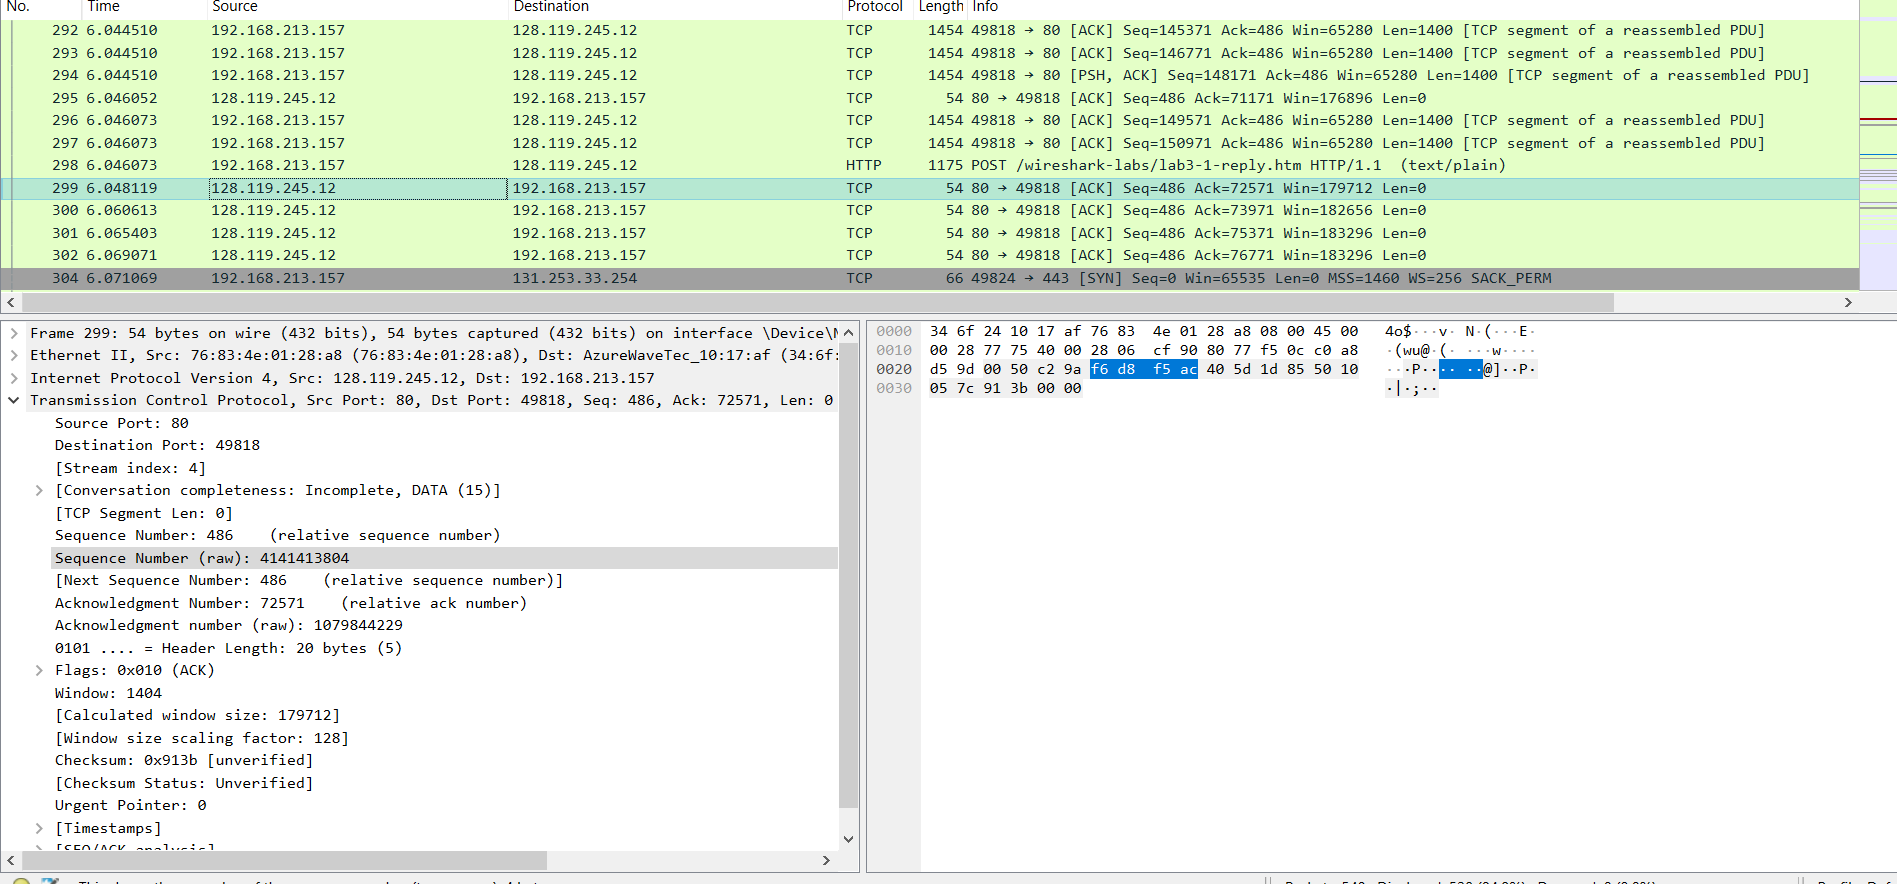 No. Time Source Destination Protocol Length Info
292 6.044510 192.168.213.157 128.119.245.12 TCP 1454 49818 → 80 [ACK] Seq=145371 Ack=486 Win=65280 Len=1400 [TCP segment of a reassembled PDU]
293 6.044510 192.168.213.157 128.119.245.12 TCP 1454 49818 → 80 [ACK] Seq=146771 Ack=486 Win=65280 Len=1400 [TCP segment of a reassembled PDU]
294 6.044510 192.168.213.157 128.119.245.12 TCP 1454 49818 → 80 [PSH, ACK] Seq=148171 Ack=486 Win=65280 Len=1400 [TCP segment of a reassembled PDU]
295 6.046052 128.119.245.12 192.168.213.157 TCP 54 80 → 49818 [ACK] Seq=486 Ack=71171 Win=176896 Len=0
296 6.046073 192.168.213.157 128.119.245.12 TCP 1454 49818 → 80 [ACK] Seq=149571 Ack=486 Win=65280 Len=1400 [TCP segment of a reassembled PDU]
297 6.046073 192.168.213.157 128.119.245.12 TCP 1454 49818 → 80 [ACK] Seq=150971 Ack=486 Win=65280 Len=1400 [TCP segment of a reassembled PDU]
298 6.046073 192.168.213.157 128.119.245.12 HTTP 1175 POST /wireshark-labs/lab3-1-reply.htm HTTP/1.1 (text/plain)
299 6.048119 128.119.245.12 192.168.213.157 TCP 54 80 → 49818 [ACK] Seq=486 Ack=72571 Win=179712 Len=0
300 6.060613 128.119.245.12 192.168.213.157 TCP 54 80 → 49818 [ACK] Seq=486 Ack=73971 Win=182656 Len=0
301 6.065403 128.119.245.12 192.168.213.157 TCP 54 80 → 49818 [ACK] Seq=486 Ack=75371 Win=183296 Len=0
302 6.069071 128.119.245.12 192.168.213.157 TCP 54 80 → 49818 [ACK] Seq=486 Ack=76771 Win=183296 Len=0
304 6.071069 192.168.213.157 131.253.33.254 TCP 66 49824 → 443 [SYN] Seq=0 Win=65535 Len=0 MSS=1460 WS=256 SACK_PERM
Frame 299: 54 bytes on wire (432 bits), 54 bytes captured (432 bits) on interface \Device\N
Ethernet II, Src: 76:83:4e:01:28:a8 (76:83:4e:01:28:a8), Dst: AzureWaveTec_10:17:af (34:6f:
Internet Protocol Version 4, Src: 128.119.245.12, Dst: 192.168.213.157
Transmission Control Protocol, Src Port: 80, Dst Port: 49818, Seq: 486, Ack: 72571, Len: 0
Source Port: 80
Destination Port: 49818
[Stream index: 4]
[Conversation completeness: Incomplete, DATA (15)]
[TCP Segment Len: 0]
Sequence Number: 486 (relative sequence number)
Sequence Number (raw): 4141413804
[Next Sequence Number: 486 (relative sequence number)]
Acknowledgment Number: 72571 (relative ack number)
Acknowledgment number (raw): 1079844229
0101 .... = Header Length: 20 bytes (5)
Flags: 0x010 (ACK)
Window: 1404
[Calculated window size: 179712]
[Window size scaling factor: 128]
Checksum: 0x913b [unverified]
[Checksum Status: Unverified]
Urgent Pointer: 0
[Timestamps]
[SEQ/ACK analysis]
0000 34 6f 24 10 17 af 76 83 4e 01 28 a8 08 00 45 00 4o$···v· N·(···E·
0010 00 28 77 75 40 00 28 06 cf 90 80 77 f5 0c c0 a8 ·(wu@·(· ···w····
0020 d5 9d 00 50 c2 9a f6 d8 f5 ac 40 5d 1d 85 50 10 ···P···· ··@]··P·
0030 05 7c 91 3b 00 00 ·|·;··